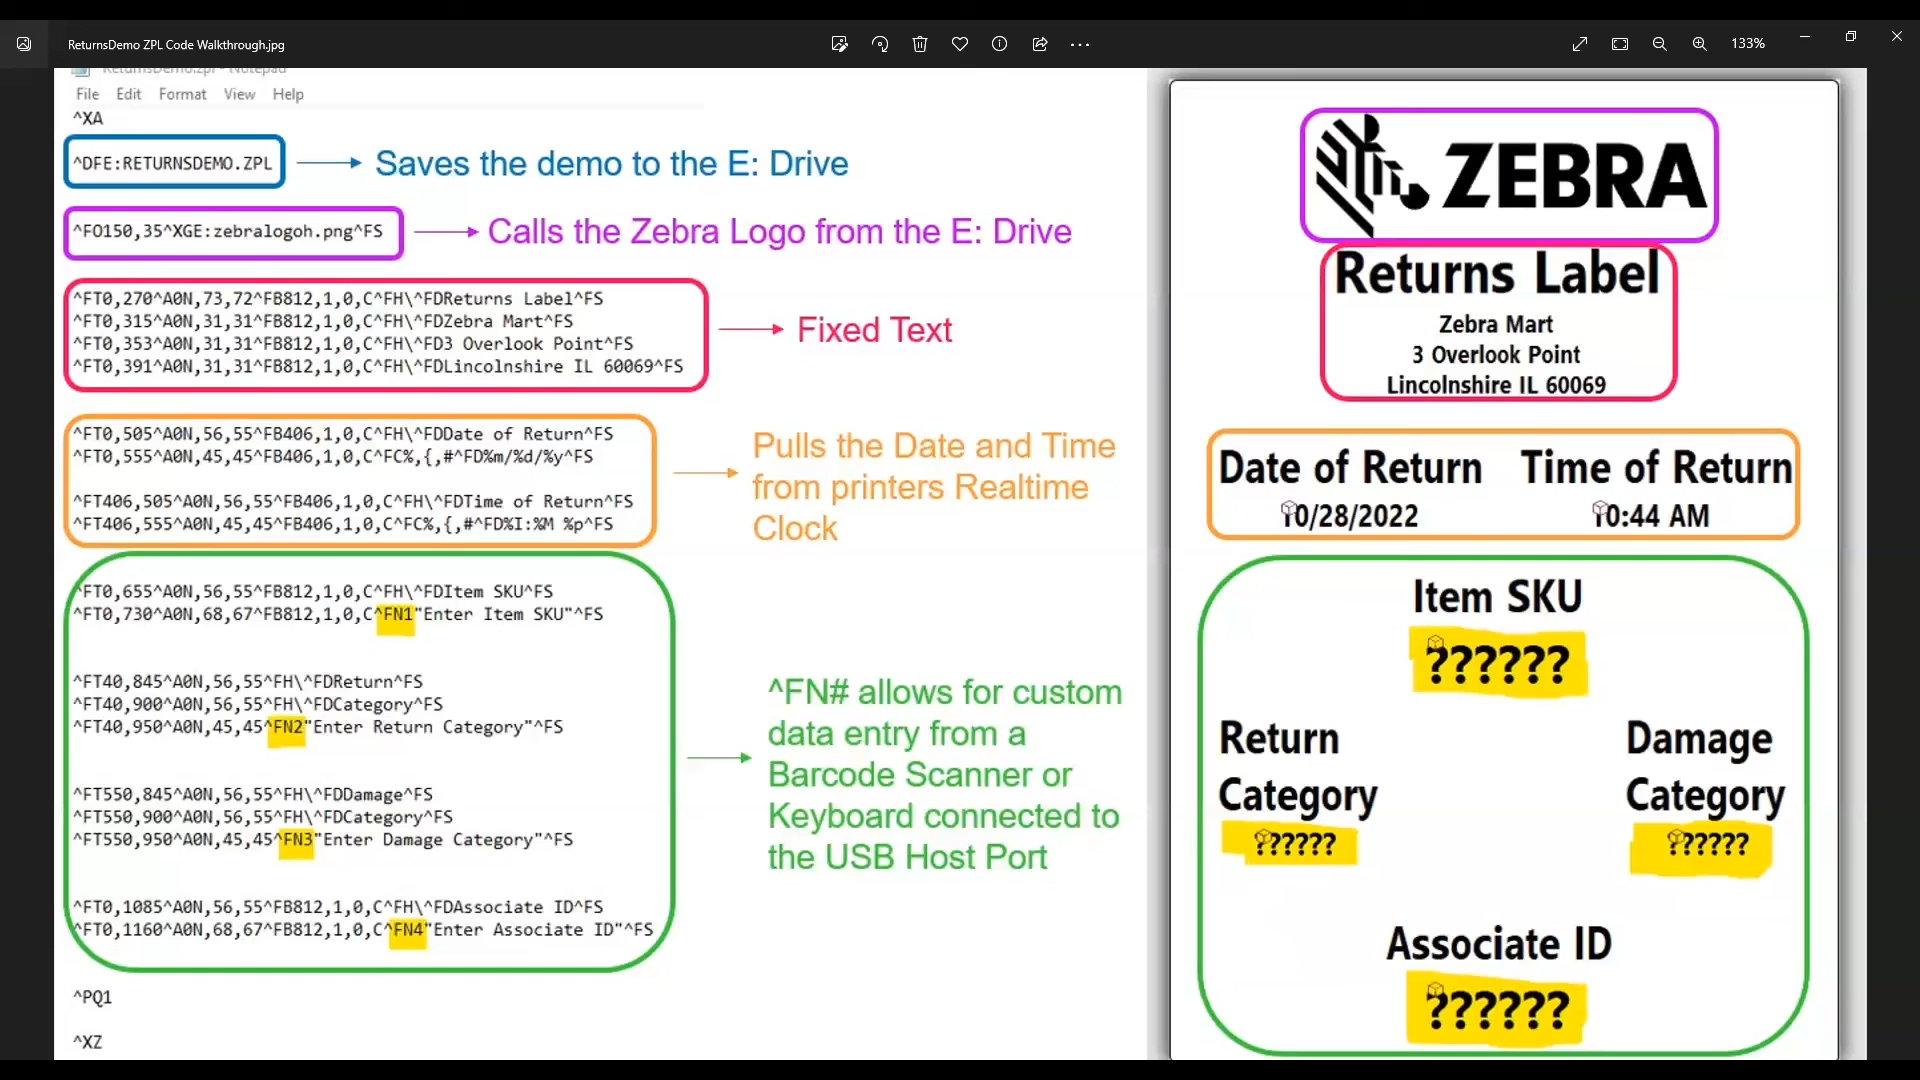 ReturnsDemo ZPL Code Walkthrough.jpg
133%
ReturnsDemo.zpl - Notepad
File Edit Format View Help
^XA
^DFE:RETURNSDEMO.ZPL
Saves the demo to the E: Drive
^FO150,35^XGE:zebralogoh.png^FS
Calls the Zebra Logo from the E: Drive
^FT0,270^A0N,73,72^FB812,1,0,C^FH\^FDReturns Label^FS
^FT0,315^A0N,31,31^FB812,1,0,C^FH\^FDZebra Mart^FS
^FT0,353^A0N,31,31^FB812,1,0,C^FH\^FD3 Overlook Point^FS
^FT0,391^A0N,31,31^FB812,1,0,C^FH\^FDLincolnshire IL 60069^FS
Fixed Text
^FT0,505^A0N,56,55^FB406,1,0,C^FH\^FDDate of Return^FS
^FT0,555^A0N,45,45^FB406,1,0,C^FC%,{,#^FD%m/%d/%y^FS
^FT406,505^A0N,56,55^FB406,1,0,C^FH\^FDTime of Return^FS
^FT406,555^A0N,45,45^FB406,1,0,C^FC%,{,#^FD%I:%M %p^FS
Pulls the Date and Time
from printers Realtime
Clock
^FT0,655^A0N,56,55^FB812,1,0,C^FH\^FDItem SKU^FS
^FT0,730^A0N,68,67^FB812,1,0,C^FN1"Enter Item SKU"^FS
^FT40,845^A0N,56,55^FH\^FDReturn^FS
^FT40,900^A0N,56,55^FH\^FDCategory^FS
^FT40,950^A0N,45,45^FN2"Enter Return Category"^FS
^FT550,845^A0N,56,55^FH\^FDDamage^FS
^FT550,900^A0N,56,55^FH\^FDCategory^FS
^FT550,950^A0N,45,45^FN3"Enter Damage Category"^FS
^FT0,1085^A0N,56,55^FB812,1,0,C^FH\^FDAssociate ID^FS
^FT0,1160^A0N,68,67^FB812,1,0,C^FN4"Enter Associate ID"^FS
^FN# allows for custom
data entry from a
Barcode Scanner or
Keyboard connected to
the USB Host Port
^PQ1
^XZ
ZEBRA
Returns Label
Zebra Mart
3 Overlook Point
Lincolnshire IL 60069
Date of Return Time of Return
10/28/2022 10:44 AM
Item SKU
??????
Return Damage
Category Category
?????? ??????
Associate ID
??????